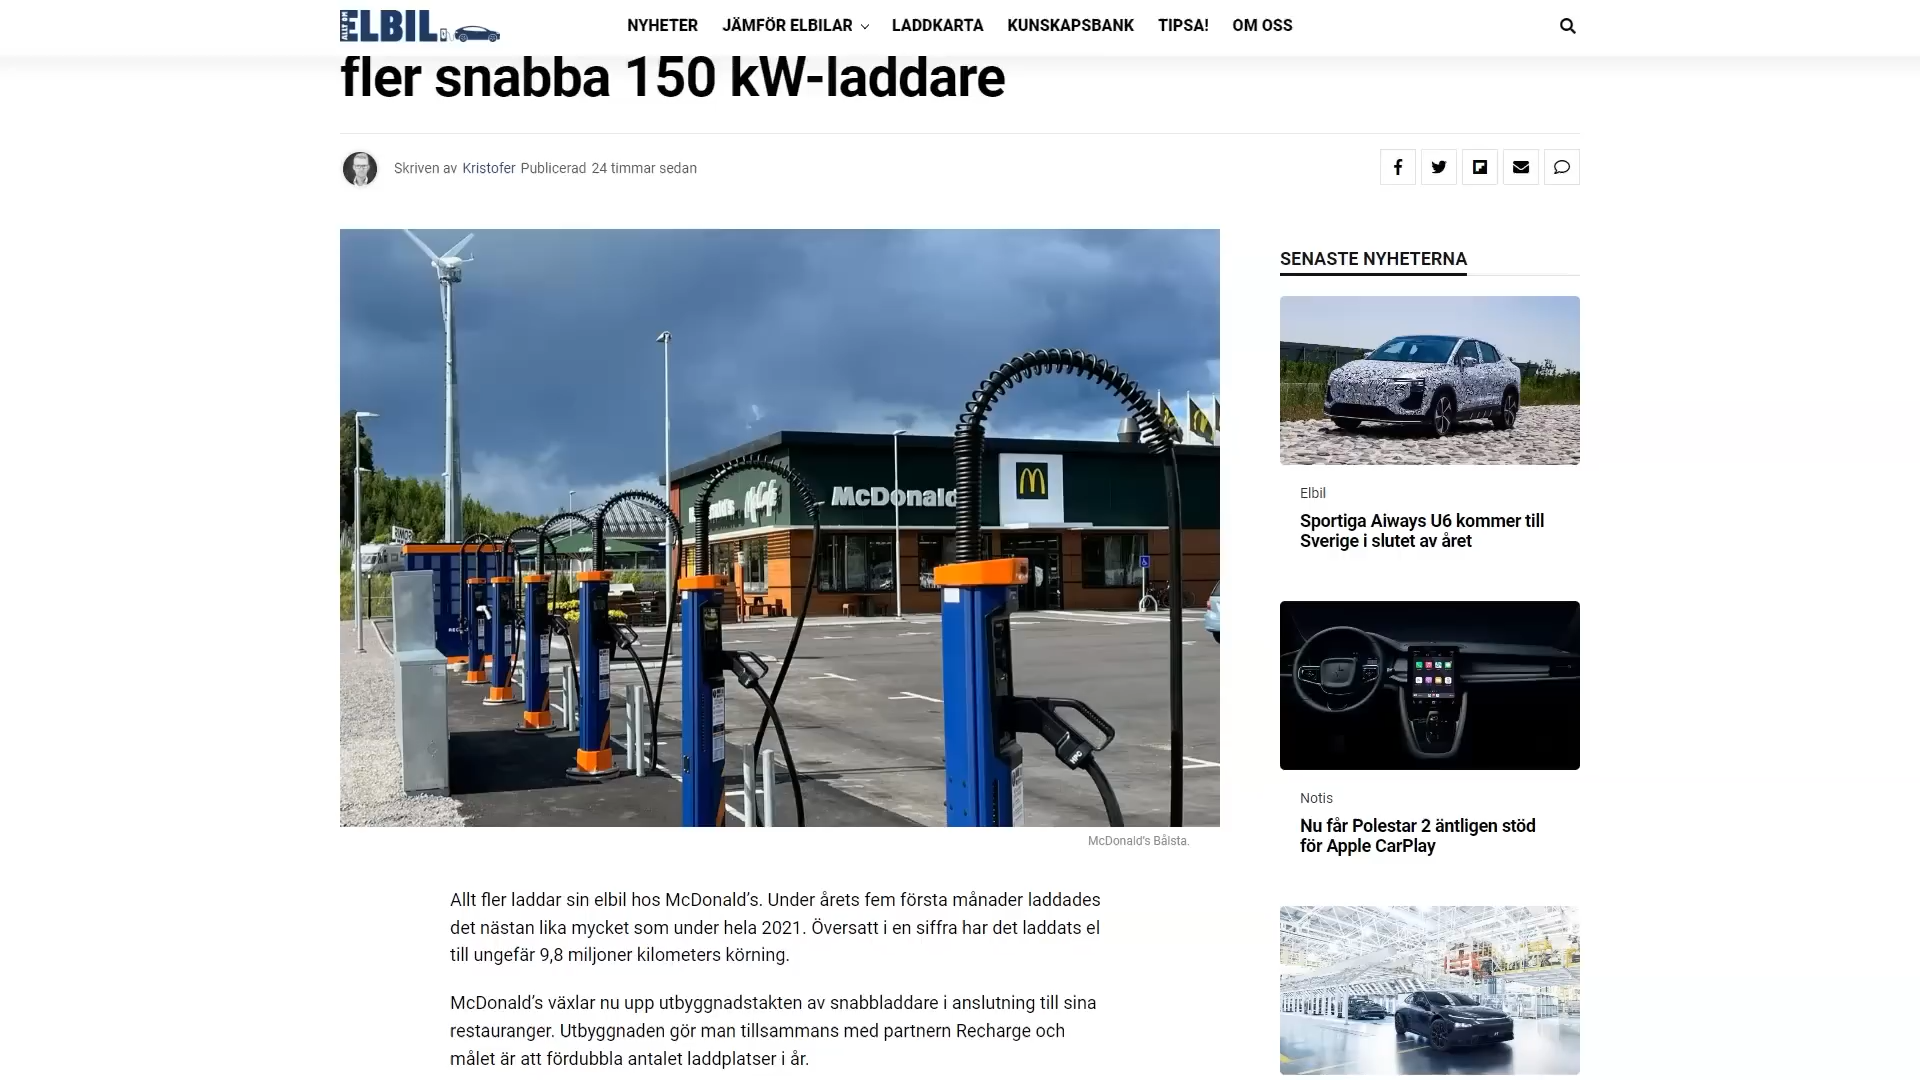 ALLT OM
ELBIL
NYHETER
JÄMFÖR ELBILAR
LADDKARTA
KUNSKAPSBANK
TIPSA!
OM OSS
fler snabba 150 kW-laddare
Skriven av Kristofer Publicerad 24 timmar sedan
McCafé
McDonald
HPC
McDonald's Bålsta.
Allt fler laddar sin elbil hos McDonald’s. Under årets fem första månader laddades
det nästan lika mycket som under hela 2021. Översatt i en siffra har det laddats el
till ungefär 9,8 miljoner kilometers körning.
McDonald’s växlar nu upp utbyggnadstakten av snabbladdare i anslutning till sina
restauranger. Utbyggnaden gör man tillsammans med partnern Recharge och
målet är att fördubbla antalet laddplatser i år.
SENASTE NYHETERNA
Elbil
Sportiga Aiways U6 kommer till
Sverige i slutet av året
Notis
Nu får Polestar 2 äntligen stöd
för Apple CarPlay